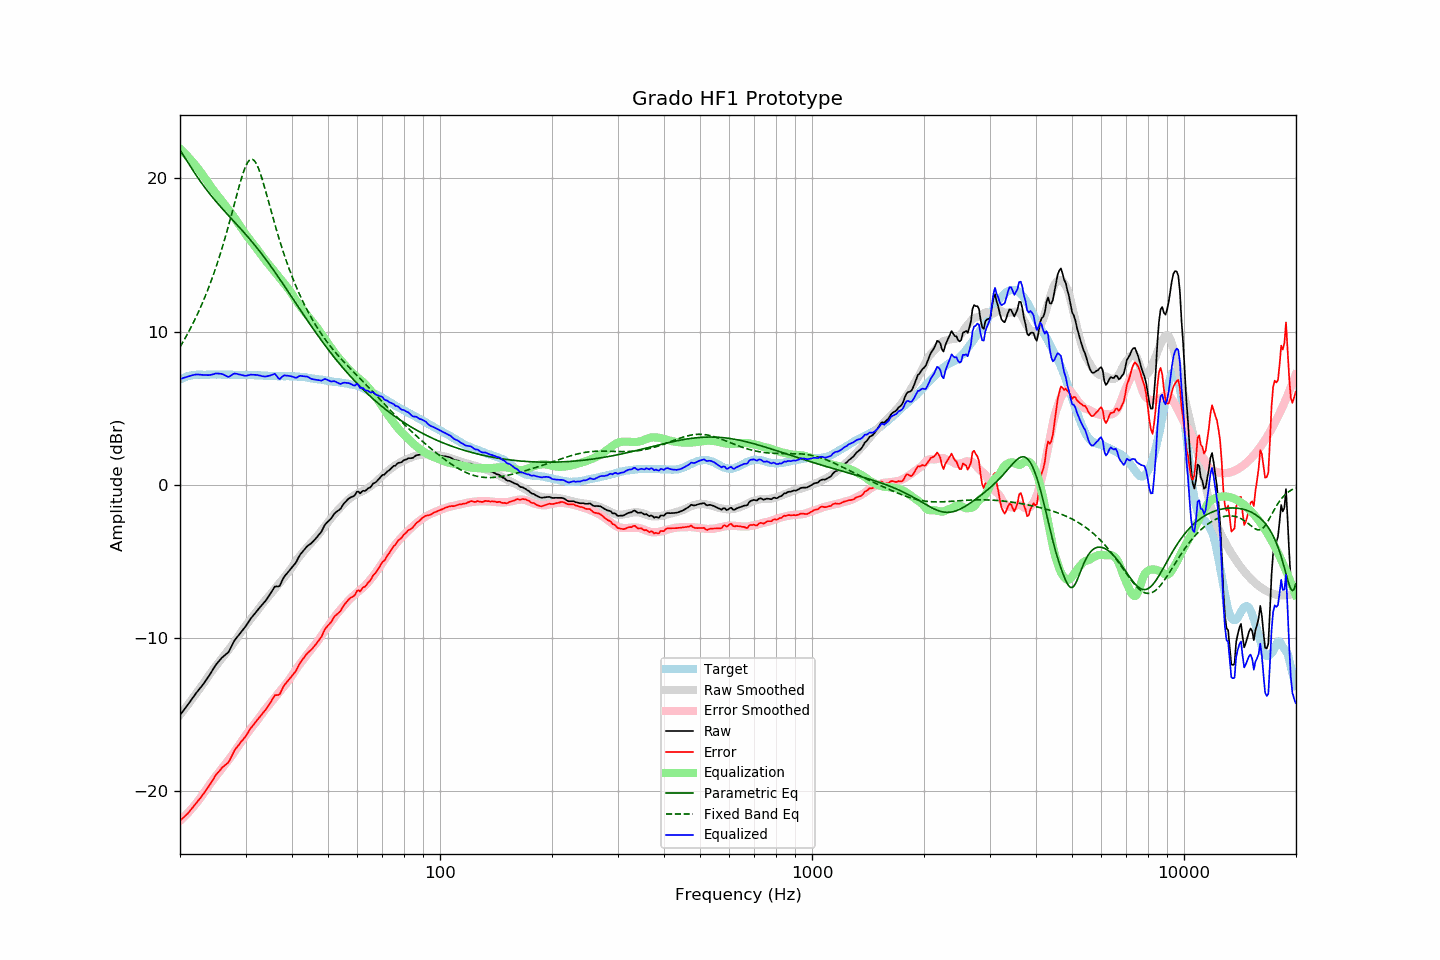 Grado HF1 Prototype
20
10
0
−10
−20
Amplitude (dBr)
Target
Raw Smoothed
Error Smoothed
Raw
Error
Equalization
Parametric Eq
Fixed Band Eq
Equalized
100
1000
10000
Frequency (Hz)